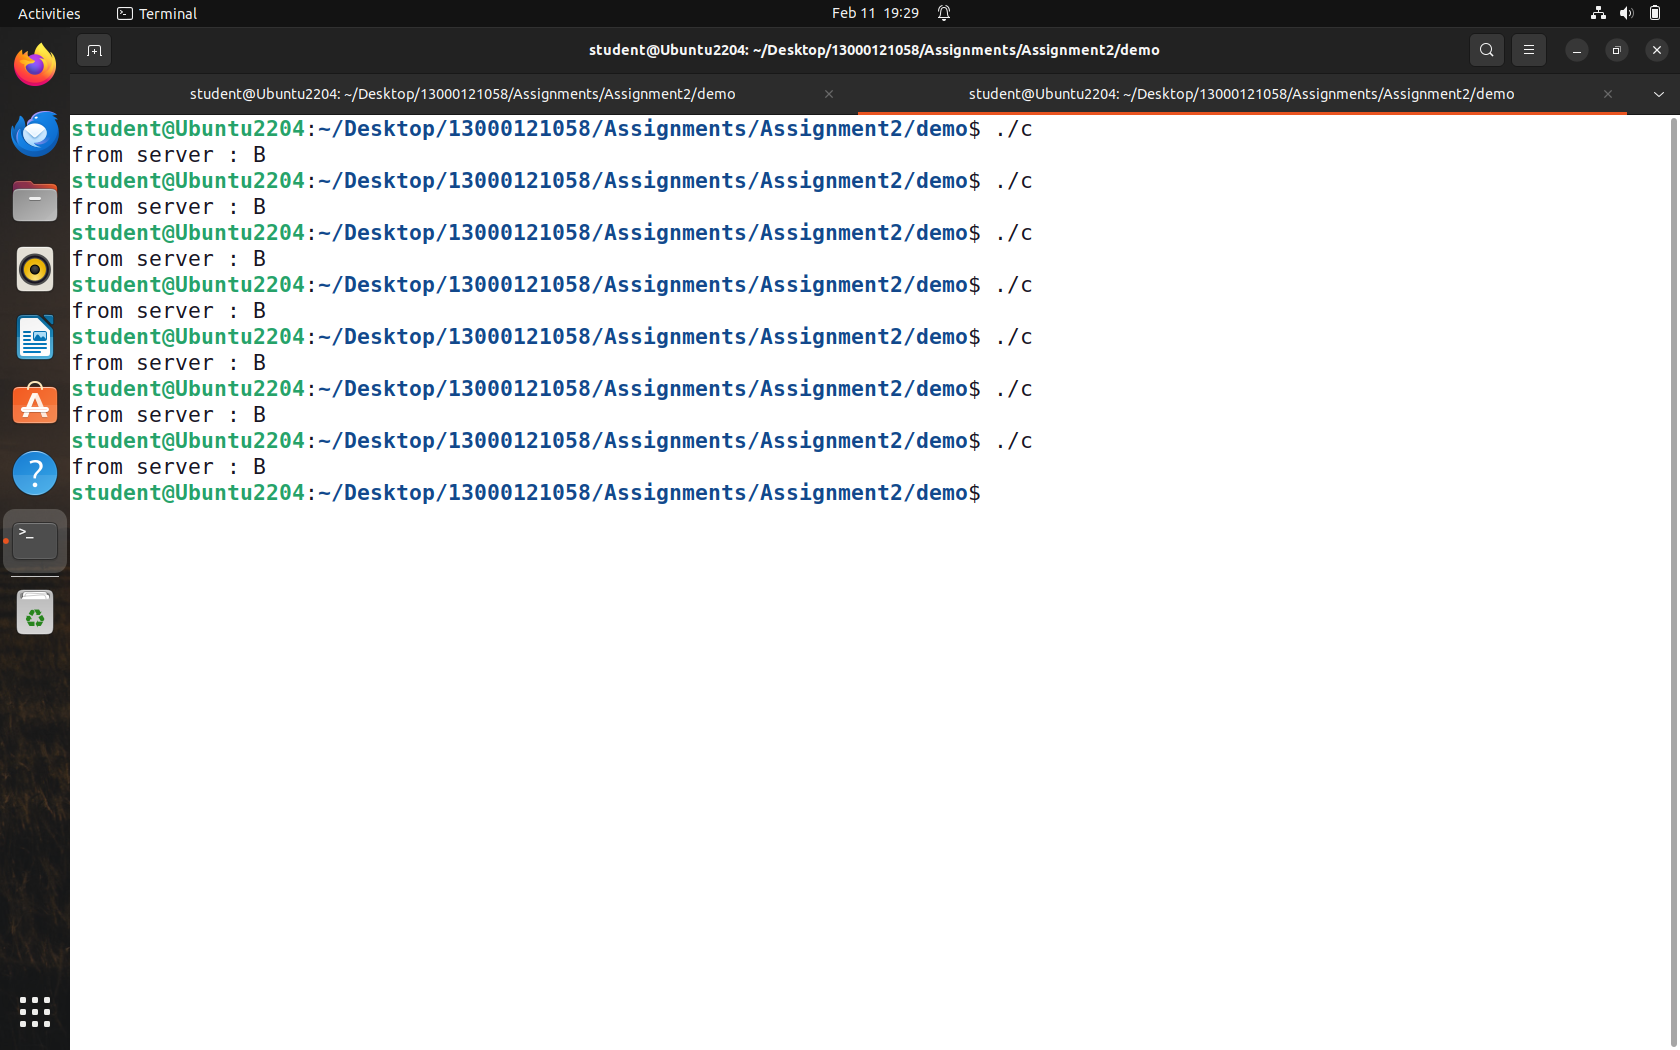 Activities
Terminal
Feb 11 19:29
student@Ubuntu2204: ~/Desktop/13000121058/Assignments/Assignment2/demo
student@Ubuntu2204: ~/Desktop/13000121058/Assignments/Assignment2/demo
student@Ubuntu2204: ~/Desktop/13000121058/Assignments/Assignment2/demo
student@Ubuntu2204:~/Desktop/13000121058/Assignments/Assignment2/demo$ ./c
from server : B
student@Ubuntu2204:~/Desktop/13000121058/Assignments/Assignment2/demo$ ./c
from server : B
student@Ubuntu2204:~/Desktop/13000121058/Assignments/Assignment2/demo$ ./c
from server : B
student@Ubuntu2204:~/Desktop/13000121058/Assignments/Assignment2/demo$ ./c
from server : B
student@Ubuntu2204:~/Desktop/13000121058/Assignments/Assignment2/demo$ ./c
from server : B
student@Ubuntu2204:~/Desktop/13000121058/Assignments/Assignment2/demo$ ./c
from server : B
student@Ubuntu2204:~/Desktop/13000121058/Assignments/Assignment2/demo$ ./c
from server : B
student@Ubuntu2204:~/Desktop/13000121058/Assignments/Assignment2/demo$